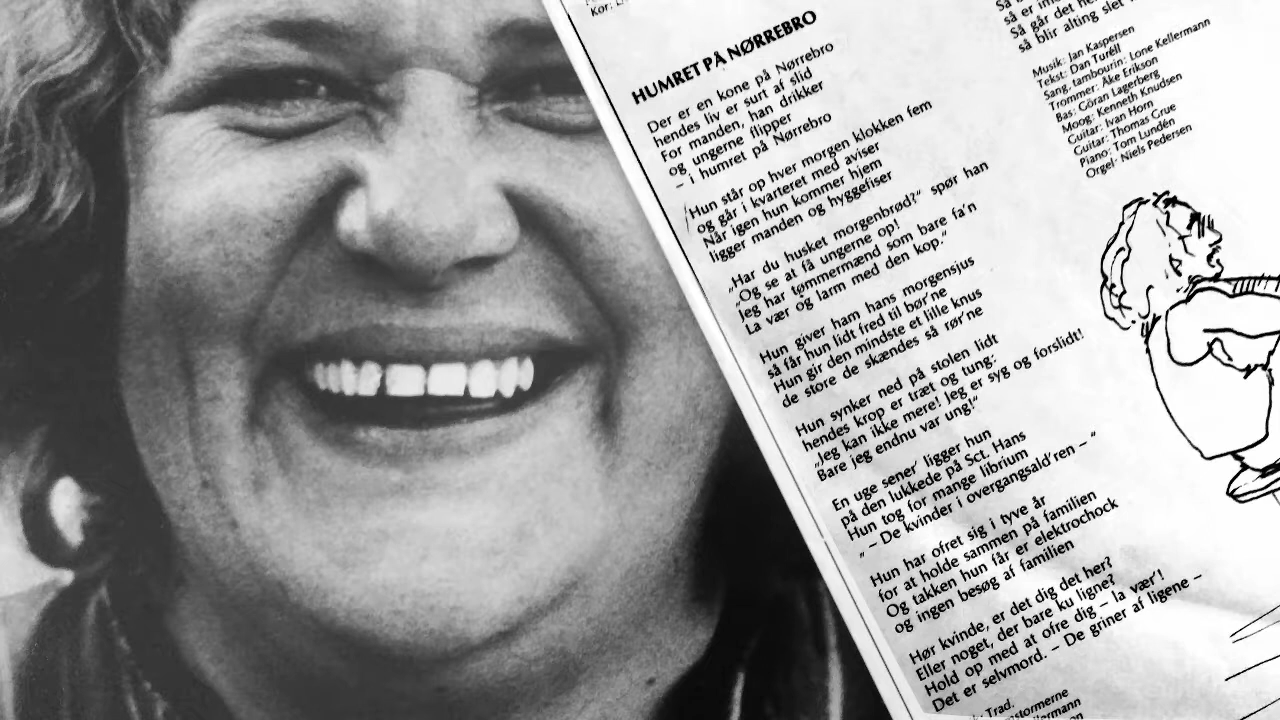 Kor:
HUMRET PÅ NØRREBRO
Der er en kone på Nørrebro
hendes liv er surt af slid
For manden, han drikker
og ungerne flipper
– i humret på Nørrebro
Hun står op hver morgen klokken fem
og går i kvarteret med aviser
Når igen hun kommer hjem
ligger manden og hyggefiser
„Har du husket morgenbrød?“ spør han
„Og se at få ungerne op!
Jeg har tømmermænd som bare fa'n
La vær og larm med den kop.“
Hun giver ham hans morgensjus
så får hun lidt fred til bør'ne
Hun gir den mindste et lille knus
de store de skændes så rør'ne
Hun synker ned på stolen lidt
hendes krop er træt og tung:
„Jeg kan ikke mere! Jeg er syg og forslidt!
Bare jeg endnu var ung!“
En uge sener' ligger hun
på den lukkede på Sct. Hans
Hun tog for mange librium
„ – De kvinder i overgangsald'ren – “
Hun har ofret sig i tyve år
for at holde sammen på familien
Og takken hun får er elektrochock
og ingen besøg af familien
Hør kvinde, er det dig det her?
Eller noget, der bare ku ligne?
Hold op med at ofre dig – la vær'!
Det er selvmord. – De griner af ligene –
Trad.
så går det
så blir alting slet
Musik: Jan Kaspersen
Tekst: Dan Turéll
Sang, tambourin: Lone Kellermann
Trommer: Åke Erikson
Bas: Göran Lagerberg
Moog: Kenneth Knudsen
Guitar: Ivan Horn
Guitar: Thomas Grue
Piano: Tom Lundén
Orgel: Niels Pedersen